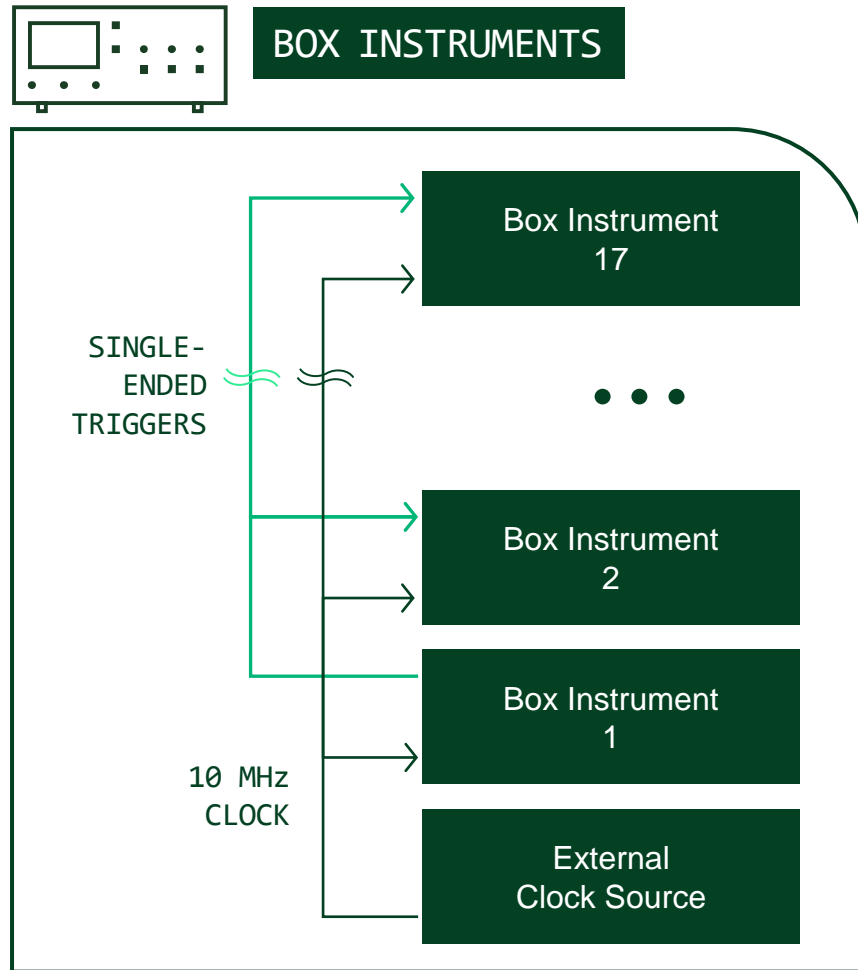 BOX INSTRUMENTS
Box Instrument
17
SINGLE-
ENDED
TRIGGERS
Box Instrument
2
Box Instrument
1
10 MHz
CLOCK
External
Clock Source